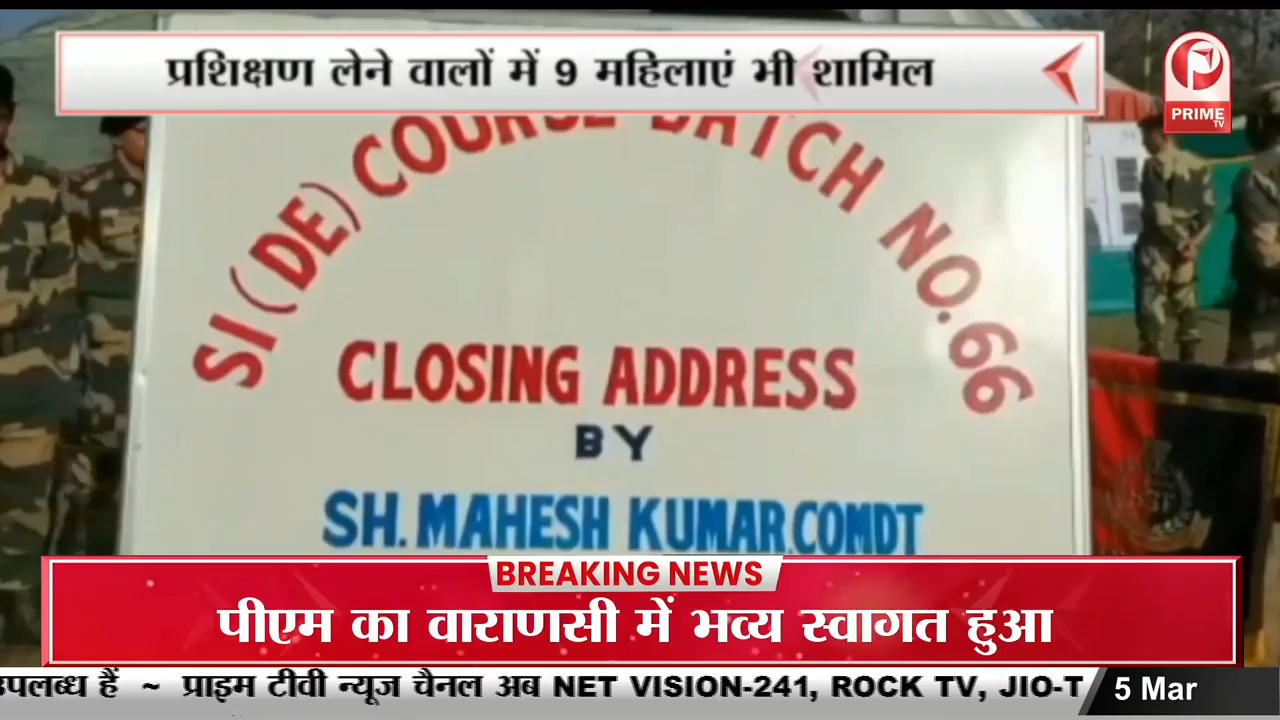 प्रशिक्षण लेने वालों में 9 महिलाएं भी शामिल
PRIME
TV
SI (DE) COURSE BATCH NO.66
CLOSING ADDRESS
BY
SH. MAHESH KUMAR, COMDT
BREAKING NEWS
पीएम का वाराणसी में भव्य स्वागत हुआ
उपलब्ध हैं ~ प्राइम टीवी न्यूज चैनल अब NET VISION-241, ROCK TV, JIO-T
5 Mar